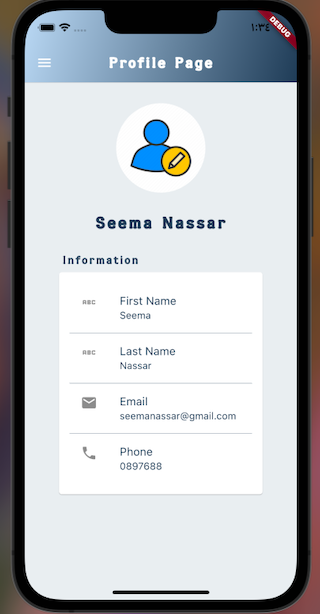 ١:٣٤
DEBUG
Profile Page
Seema Nassar
Information
ABC
First Name
Seema
ABC
Last Name
Nassar
Email
seemanassar@gmail.com
Phone
0897688